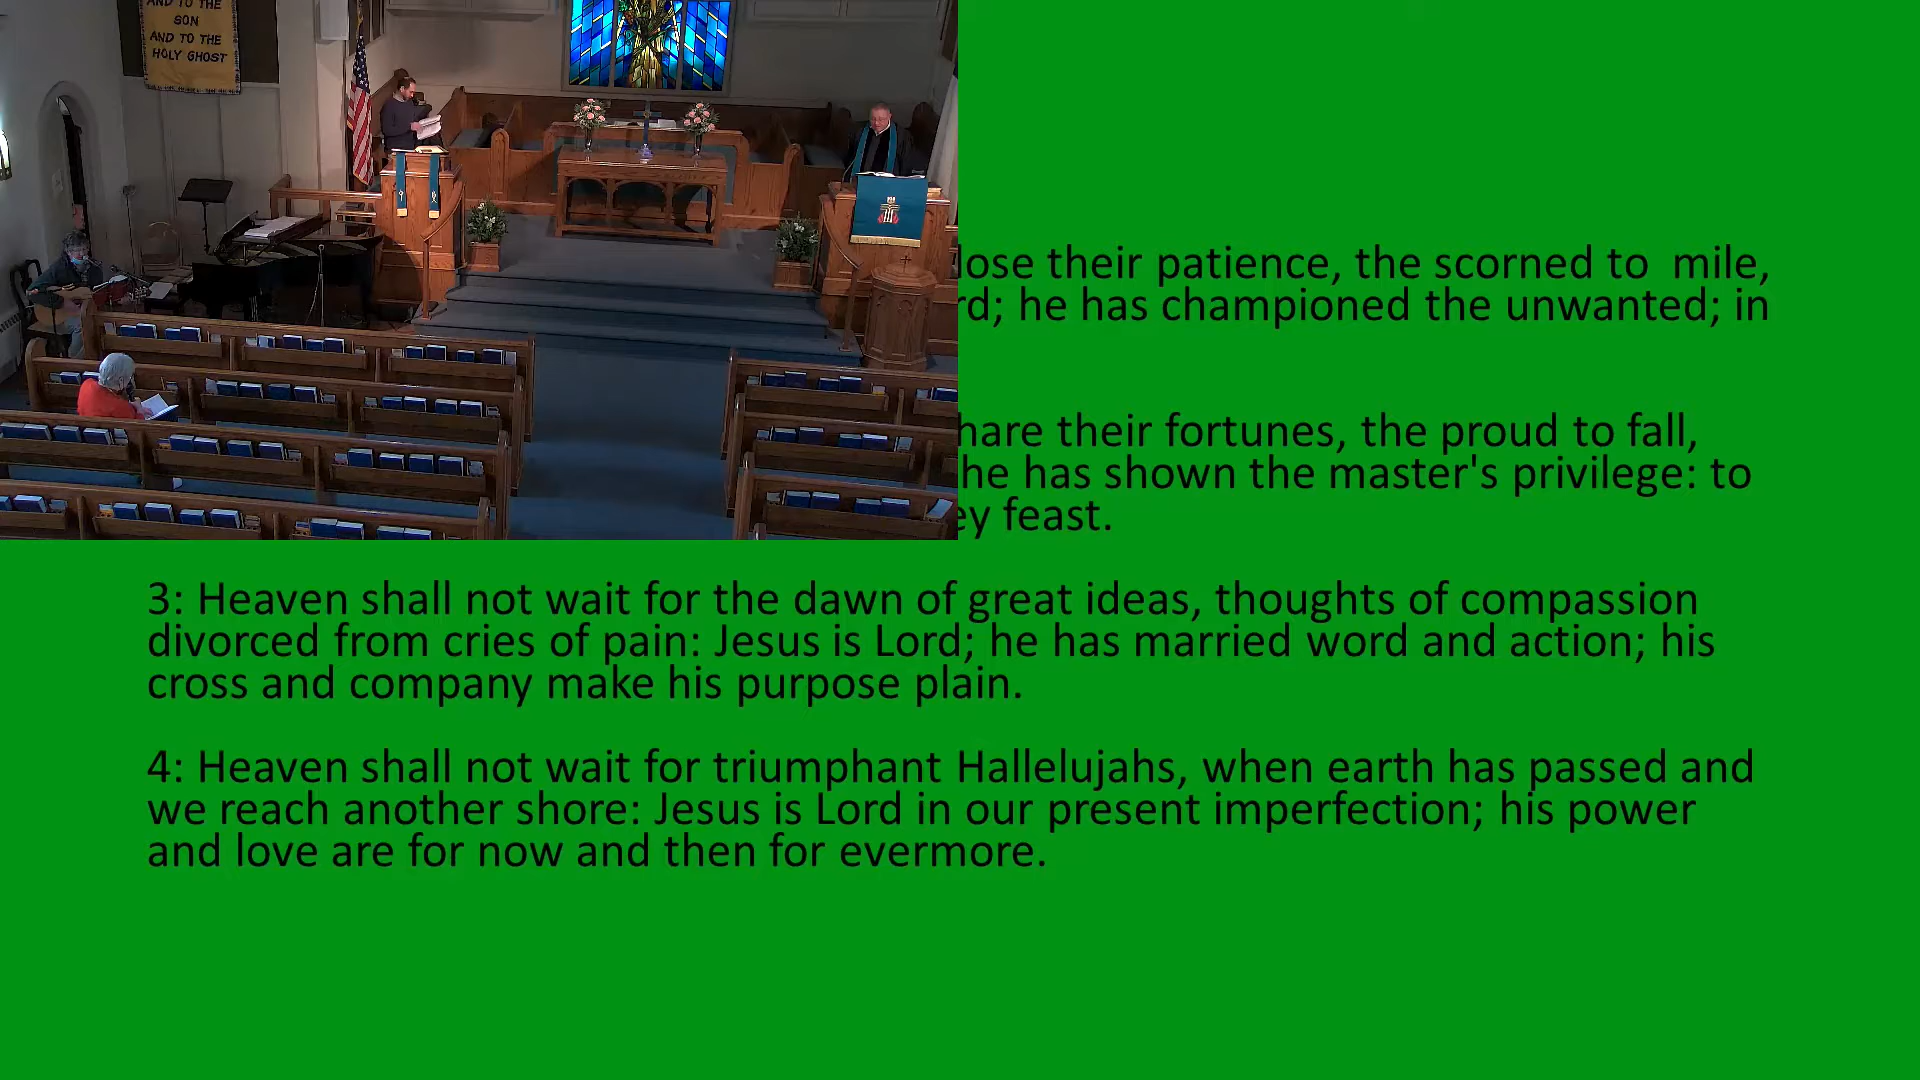 AND TO THE
SON
AND TO THE
HOLY GHOST
lose their patience, the scorned to  mile,
rd; he has championed the unwanted; in
hare their fortunes, the proud to fall,
he has shown the master's privilege: to
ey feast.
3: Heaven shall not wait for the dawn of great ideas, thoughts of compassion
divorced from cries of pain: Jesus is Lord; he has married word and action; his
cross and company make his purpose plain.
4: Heaven shall not wait for triumphant Hallelujahs, when earth has passed and
we reach another shore: Jesus is Lord in our present imperfection; his power
and love are for now and then for evermore.